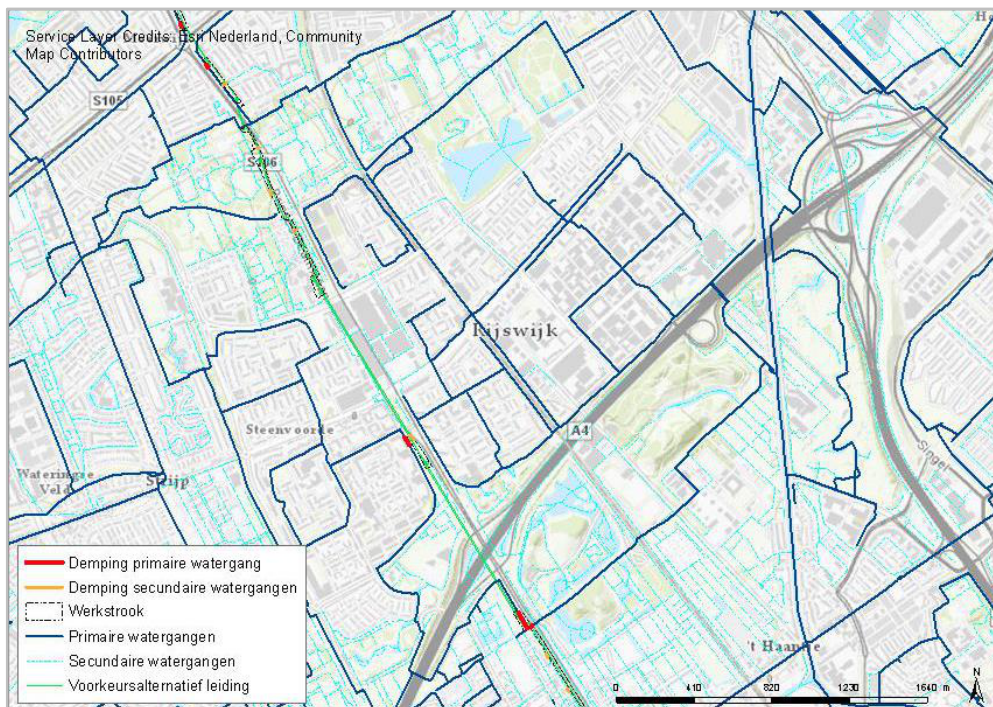 Service Layer Credits: Esri Nederland, Community
Map Contributors
S105
S106
Rijswijk
A4
Steenvoorde
Wateringse
Veld
Strijp
Singel
't Haantje
Demping primaire watergang
Demping secundaire watergangen
Werkstrook
Primaire watergangen
Secundaire watergangen
Voorkeursalternatief leiding
N
0 410 820 1230 1640 m